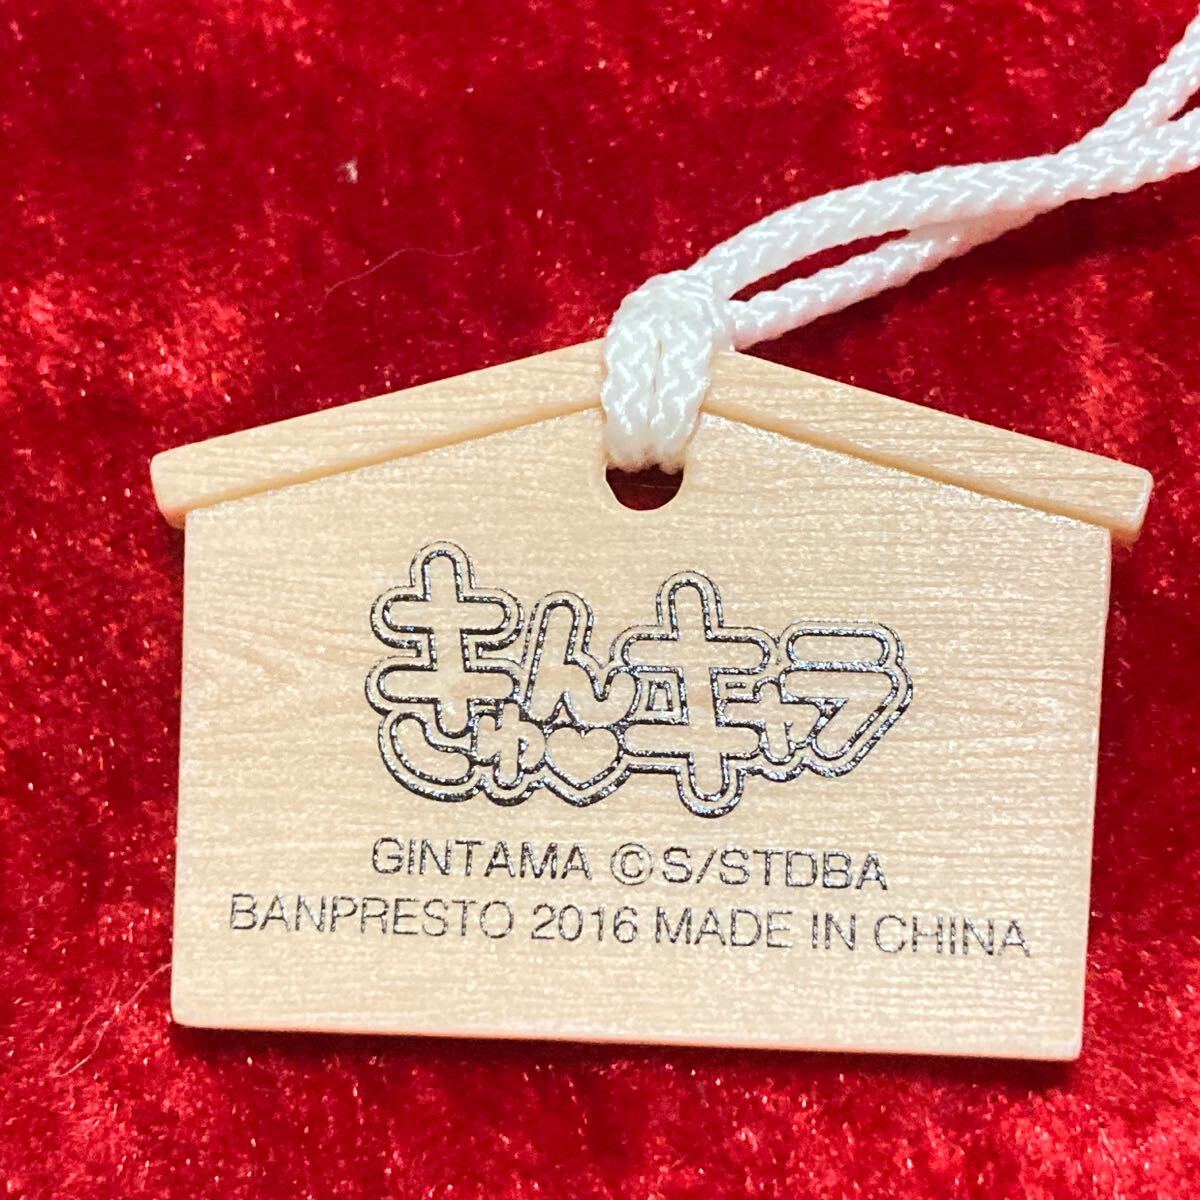 きゅんキャラ
GINTAMA ©S/STDBA
BANPRESTO 2016 MADE IN CHINA